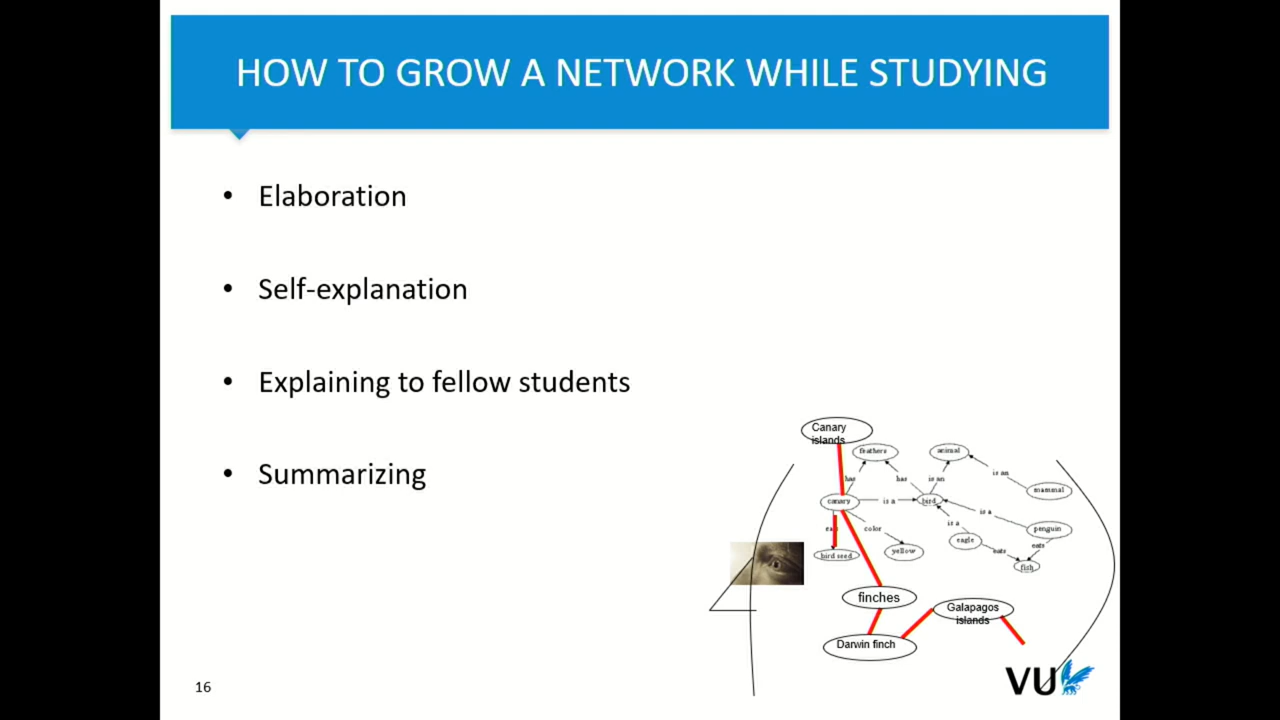 HOW TO GROW A NETWORK WHILE STUDYING
• Elaboration
• Self-explanation
• Explaining to fellow students
• Summarizing
Canary
islands
feathers
animal
has
has
is an
is an
mammal
canary
is a
bird
is a
penguin
color
is a
eagle
eats
eats
bird seed
yellow
fish
finches
Galapagos
islands
Darwin finch
16
VU